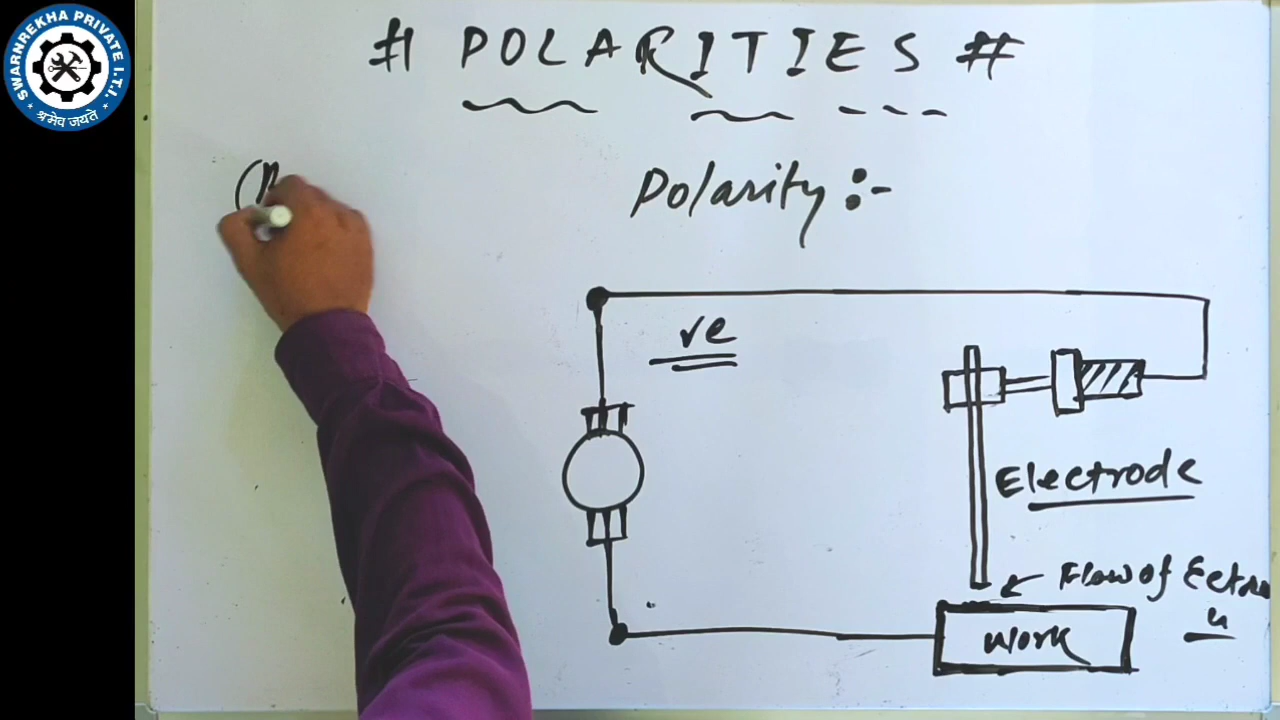 SWARNREKHA PRIVATE I.T.I.
श्रमेव जयते
# POLARITIES #
Polarity :-
ve
Electrode
Flow of
Work